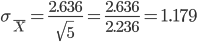 σ_X̄ = 2.636/√5 = 2.636/2.236 = 1.179